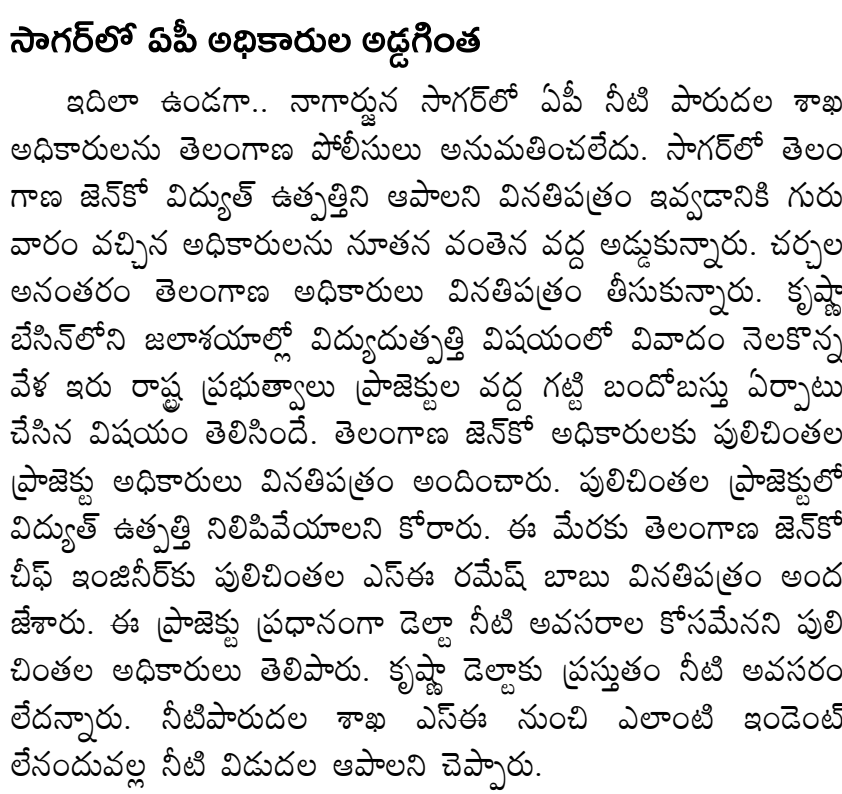 సాగర్‌లో ఏపీ అధికారుల అడ్డగింత
ఇదిలా ఉండగా.. నాగార్జున సాగర్‌లో ఏపీ నీటి పారుదల శాఖ
అధికారులను తెలంగాణ పోలీసులు అనుమతించలేదు. సాగర్‌లో తెలం
గాణ జెన్‌కో విద్యుత్ ఉత్పత్తిని ఆపాలని వినతిపత్రం ఇవ్వడానికి గురు
వారం వచ్చిన అధికారులను నూతన వంతెన వద్ద అడ్డుకున్నారు. చర్చల
అనంతరం తెలంగాణ అధికారులు వినతిపత్రం తీసుకున్నారు. కృష్ణా
బేసిన్‌లోని జలాశయాల్లో విద్యుదుత్పత్తి విషయంలో వివాదం నెలకొన్న
వేళ ఇరు రాష్ట్ర ప్రభుత్వాలు ప్రాజెక్టుల వద్ద గట్టి బందోబస్తు ఏర్పాటు
చేసిన విషయం తెలిసిందే. తెలంగాణ జెన్‌కో అధికారులకు పులిచింతల
ప్రాజెక్టు అధికారులు వినతిపత్రం అందించారు. పులిచింతల ప్రాజెక్టులో
విద్యుత్ ఉత్పత్తి నిలిపివేయాలని కోరారు. ఈ మేరకు తెలంగాణ జెన్‌కో
చీఫ్ ఇంజినీర్‌కు పులిచింతల ఎస్ఈ రమేష్ బాబు వినతిపత్రం అంద
జేశారు. ఈ ప్రాజెక్టు ప్రధానంగా డెల్టా నీటి అవసరాల కోసమేనని పులి
చింతల అధికారులు తెలిపారు. కృష్ణా డెల్టాకు ప్రస్తుతం నీటి అవసరం
లేదన్నారు. నీటిపారుదల శాఖ ఎస్ఈ నుంచి ఎలాంటి ఇండెంట్
లేనందువల్ల నీటి విడుదల ఆపాలని చెప్పారు.